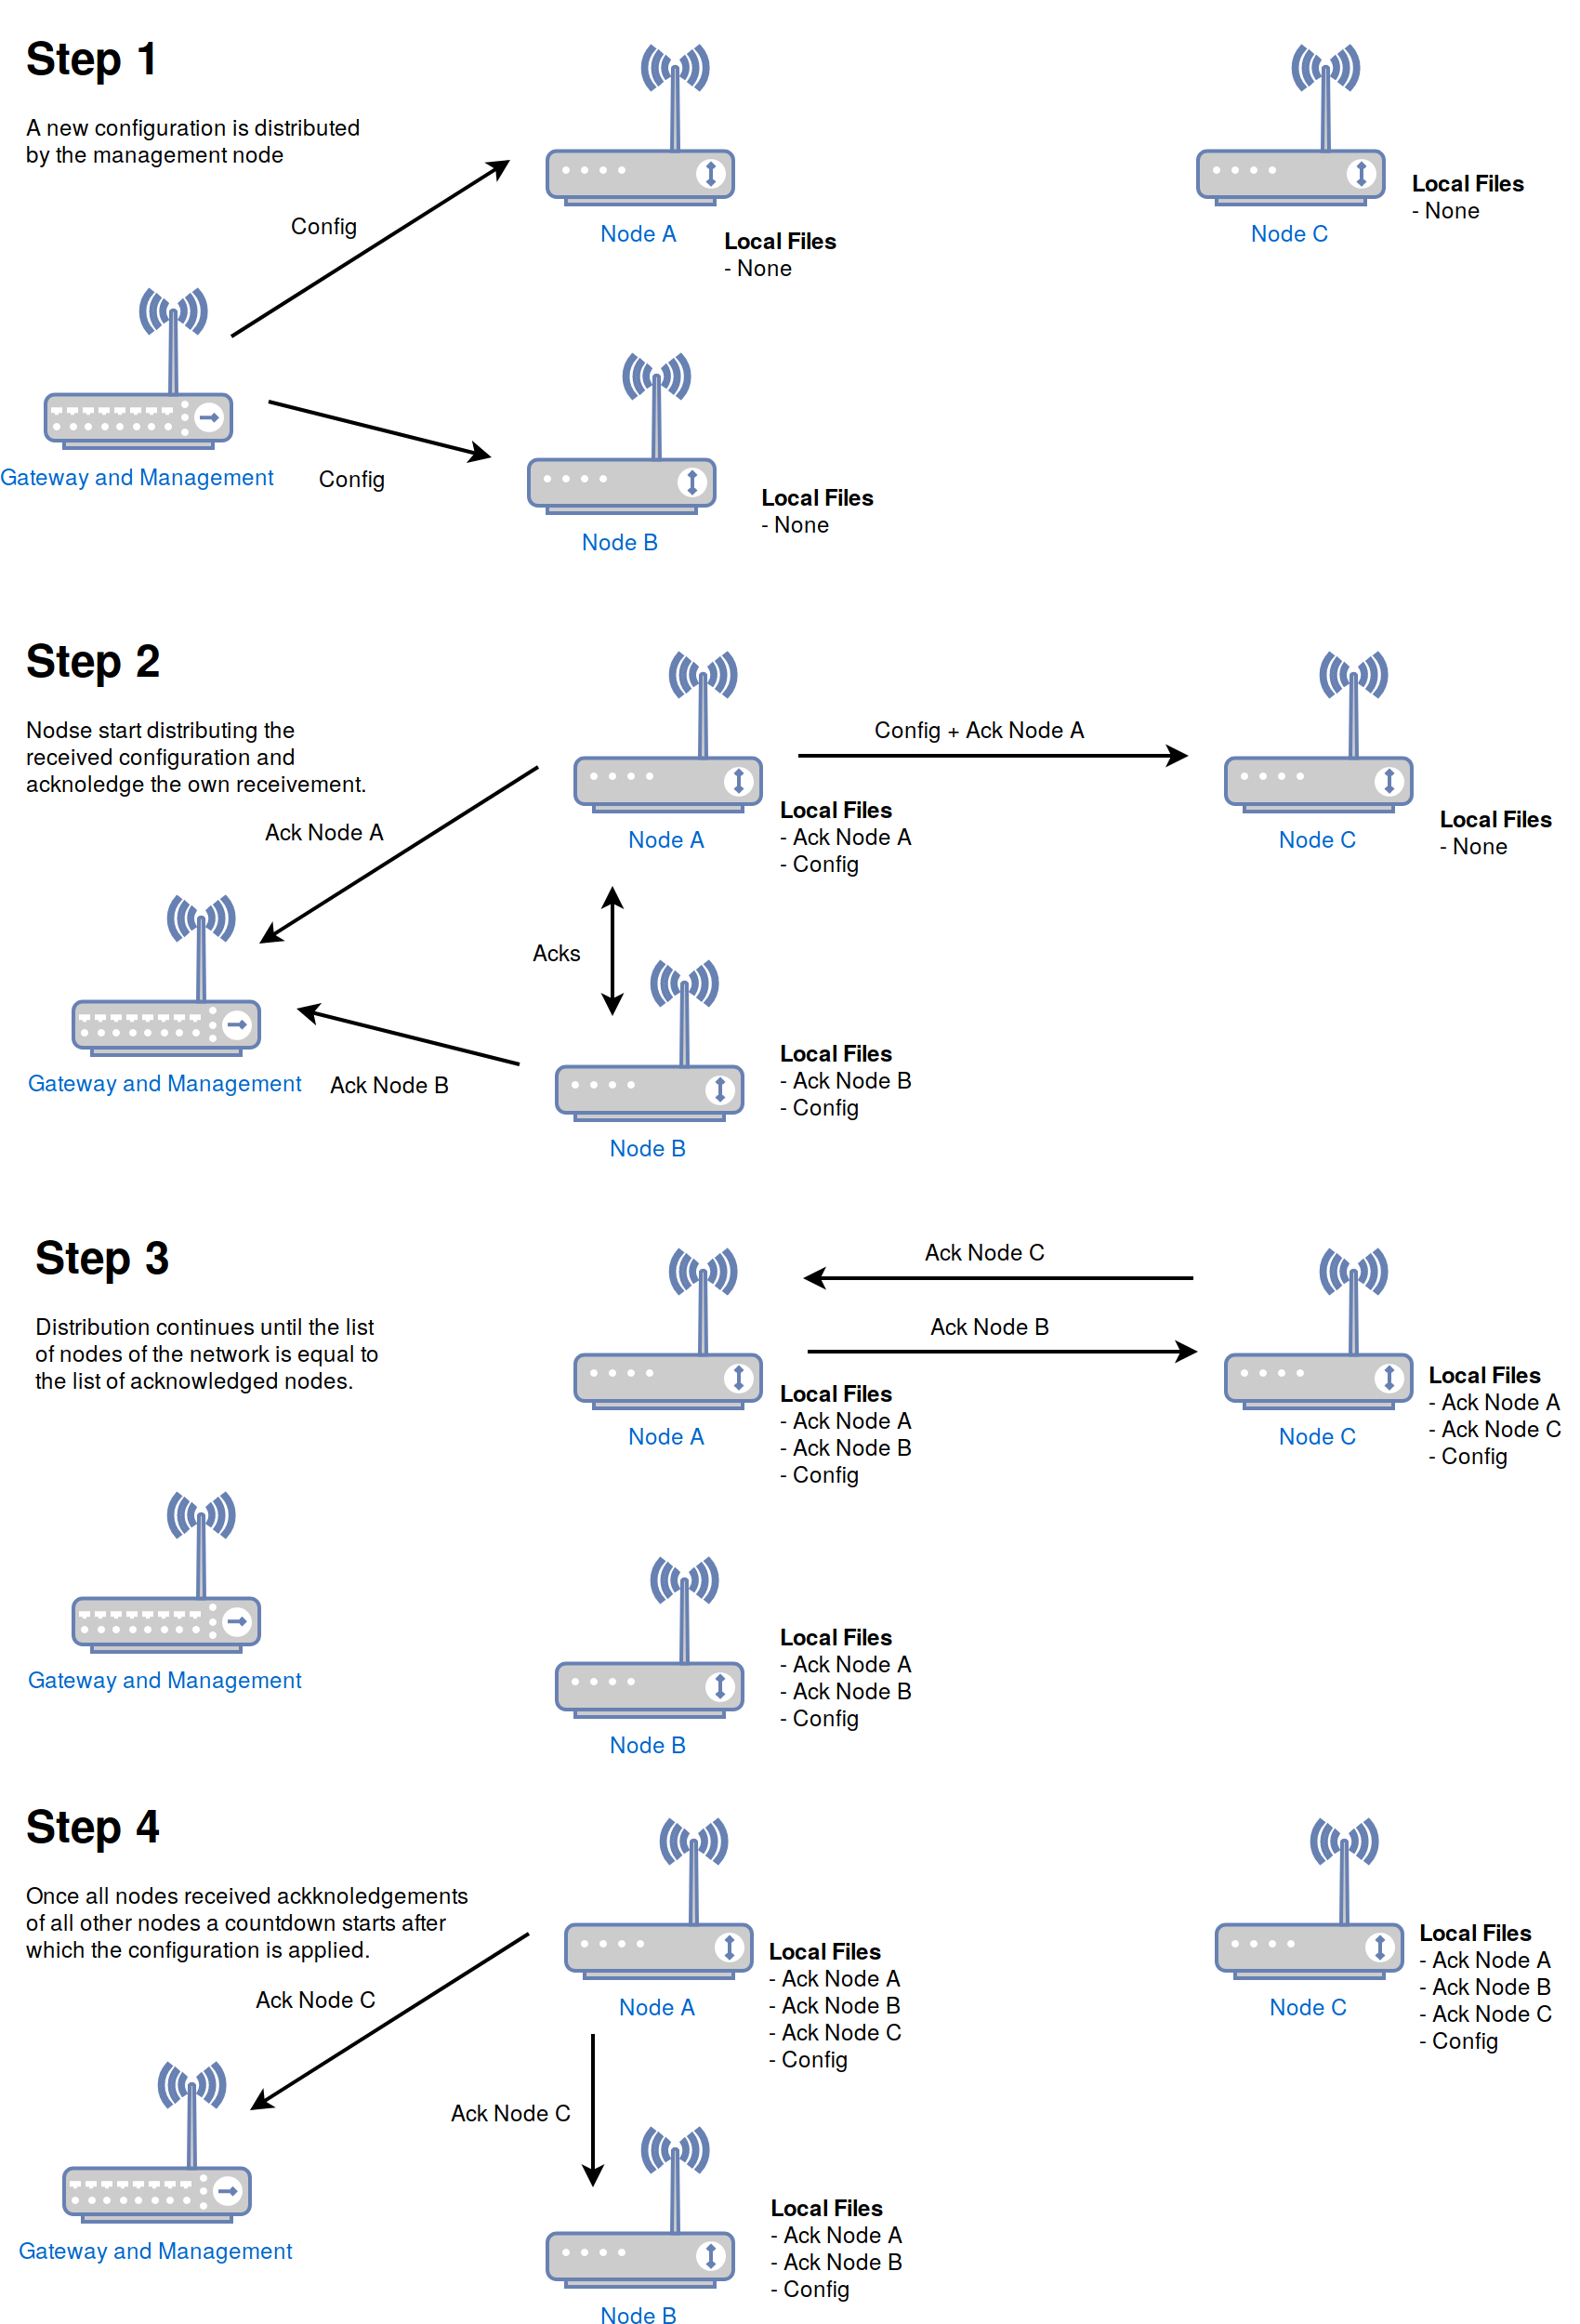 Step 1
A new configuration is distributed
by the management node
Config
Node A
Local Files
- None
Node C
Local Files
- None
Gateway and Management
Config
Node B
Local Files
- None
Step 2
Nodse start distributing the
received configuration and
acknoledge the own receivement.
Ack Node A
Config + Ack Node A
Node A
Local Files
- Ack Node A
- Config
Node C
Local Files
- None
Acks
Gateway and Management
Ack Node B
Node B
Local Files
- Ack Node B
- Config
Step 3
Distribution continues until the list
of nodes of the network is equal to
the list of acknowledged nodes.
Ack Node C
Ack Node B
Node A
Local Files
- Ack Node A
- Ack Node B
- Config
Node C
Local Files
- Ack Node A
- Ack Node C
- Config
Gateway and Management
Node B
Local Files
- Ack Node A
- Ack Node B
- Config
Step 4
Once all nodes received ackknoledgements
of all other nodes a countdown starts after
which the configuration is applied.
Ack Node C
Node A
Local Files
- Ack Node A
- Ack Node B
- Ack Node C
- Config
Node C
Local Files
- Ack Node A
- Ack Node B
- Ack Node C
- Config
Ack Node C
Gateway and Management
Node B
Local Files
- Ack Node A
- Ack Node B
- Config